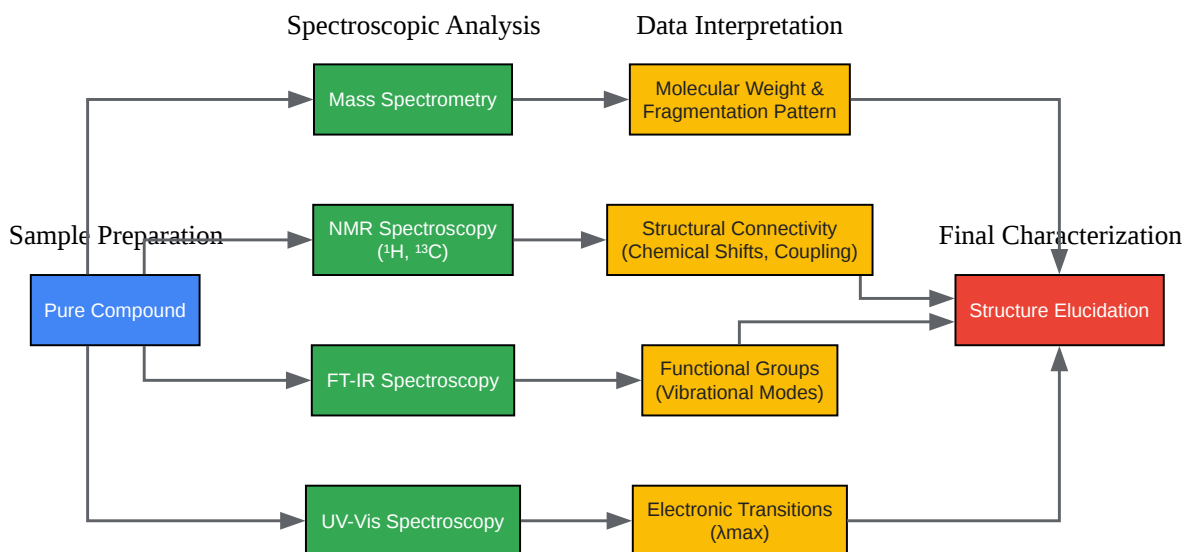 Spectroscopic Analysis
Data Interpretation
Mass Spectrometry
Molecular Weight &
Fragmentation Pattern
Sample Preparation
NMR Spectroscopy
(¹H, ¹³C)
Structural Connectivity
(Chemical Shifts, Coupling)
Final Characterization
Pure Compound
Structure Elucidation
FT-IR Spectroscopy
Functional Groups
(Vibrational Modes)
UV-Vis Spectroscopy
Electronic Transitions
(λmax)